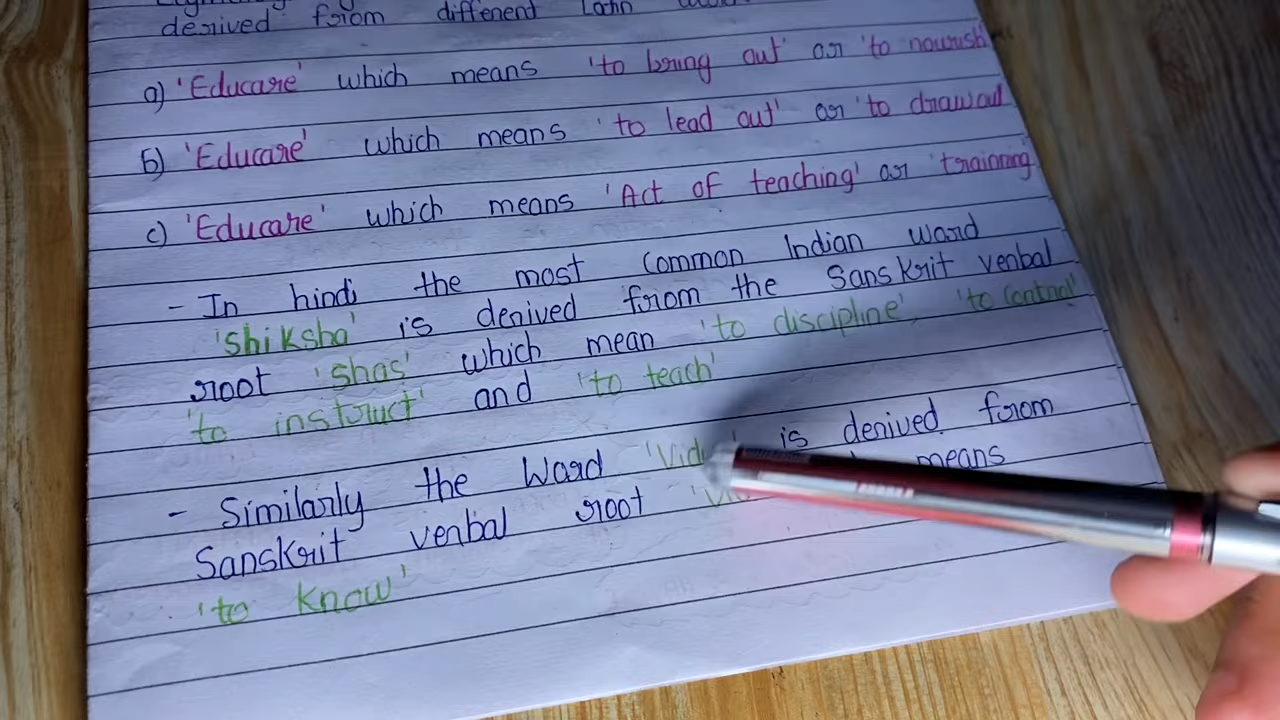 derived from different Latin
a) 'Educare' which means 'to bring out' or 'to nourish
b) 'Educare' which means 'to lead out' or 'to drawout
c) 'Educare' which means 'Act of teaching' or 'training'
- In hindi the most Common Indian word
'Shiksha' is derived from the Sanskrit verbal
root 'shas' which mean 'to discipline', 'to Control'
'to instruct' and 'to teach'
- Similarly the Word is derived from
Sanskrit verbal root means
'to know'